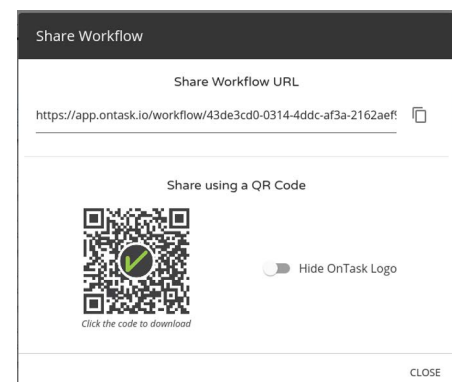 Share Workflow
Share Workflow URL
https://app.ontask.io/workflow/43de3cd0-0314-4ddc-af3a-2162aef9
Share using a QR Code
Hide OnTask Logo
Click the code to download
CLOSE